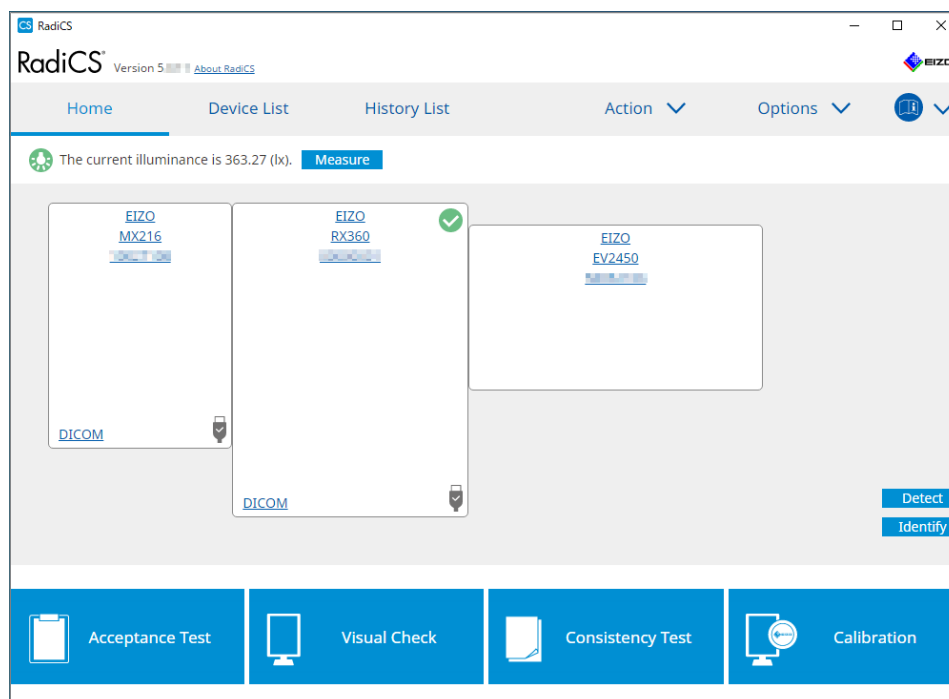 CS RadiCS
RadiCS Version 5. About RadiCS
EIZO
Home Device List History List Action Options
The current illuminance is 363.27 (lx). Measure
EIZO
MX216
DICOM
EIZO
RX360
DICOM
EIZO
EV2450
Detect
Identify
Acceptance Test Visual Check Consistency Test Calibration